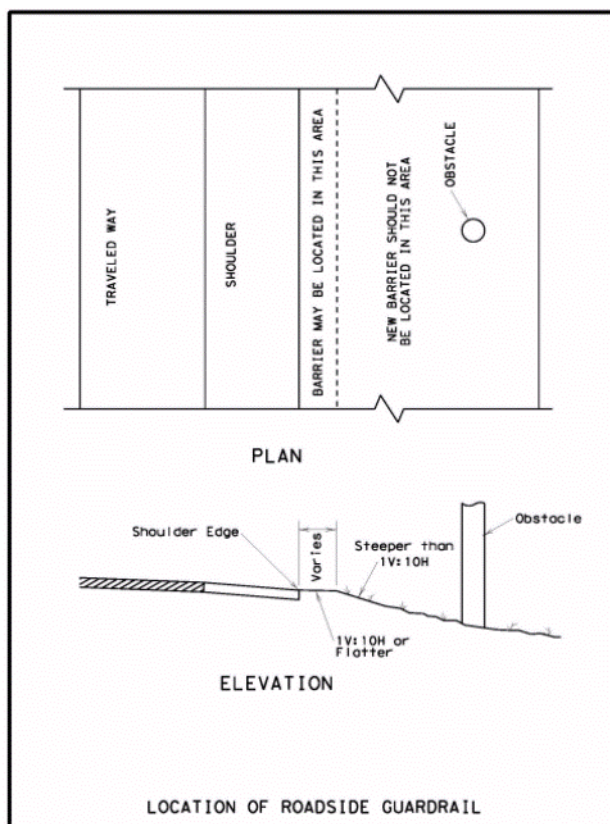 TRAVELED WAY
SHOULDER
BARRIER MAY BE LOCATED IN THIS AREA
NEW BARRIER SHOULD NOT
BE LOCATED IN THIS AREA
OBSTACLE
PLAN
Shoulder Edge
Varies
Steeper than
1V:10H
Obstacle
1V:10H or
Flatter
ELEVATION
LOCATION OF ROADSIDE GUARDRAIL